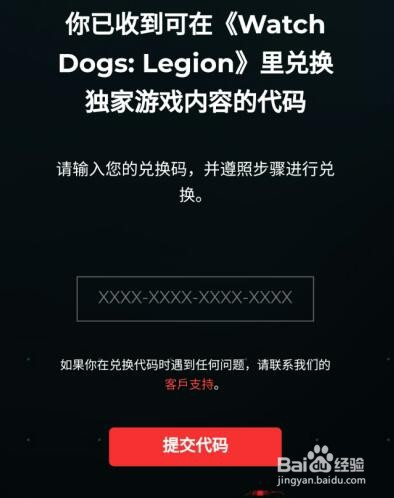 你已收到可在《Watch
Dogs: Legion》里兑换
独家游戏内容的代码
请输入您的兑换码，并遵照步骤进行兑
换。
XXXX-XXXX-XXXX-XXXX
如果你在兑换代码时遇到任何问题，请联系我们的
客戶支持。
提交代码
Baidu经验
jingyan.baidu.com